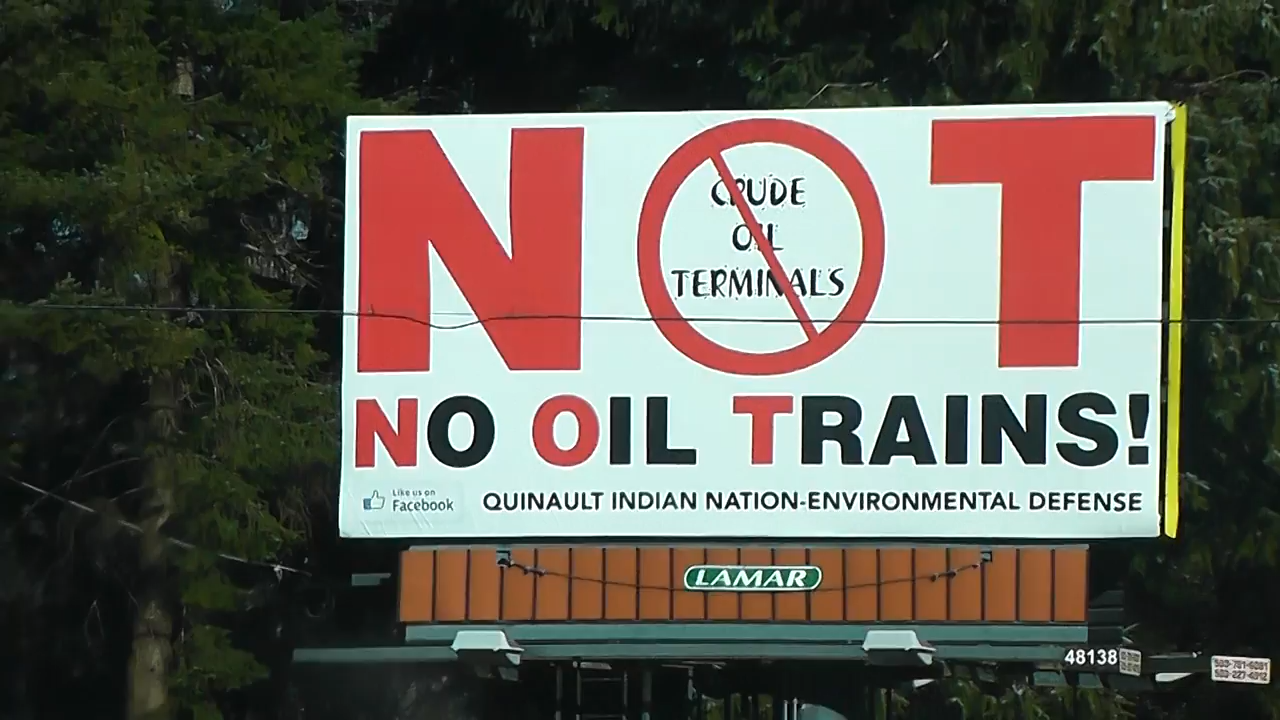 NOT
CRUDE
OIL
TERMINALS
NO OIL TRAINS!
Like us on
Facebook
QUINAULT INDIAN NATION-ENVIRONMENTAL DEFENSE
LAMAR
48138